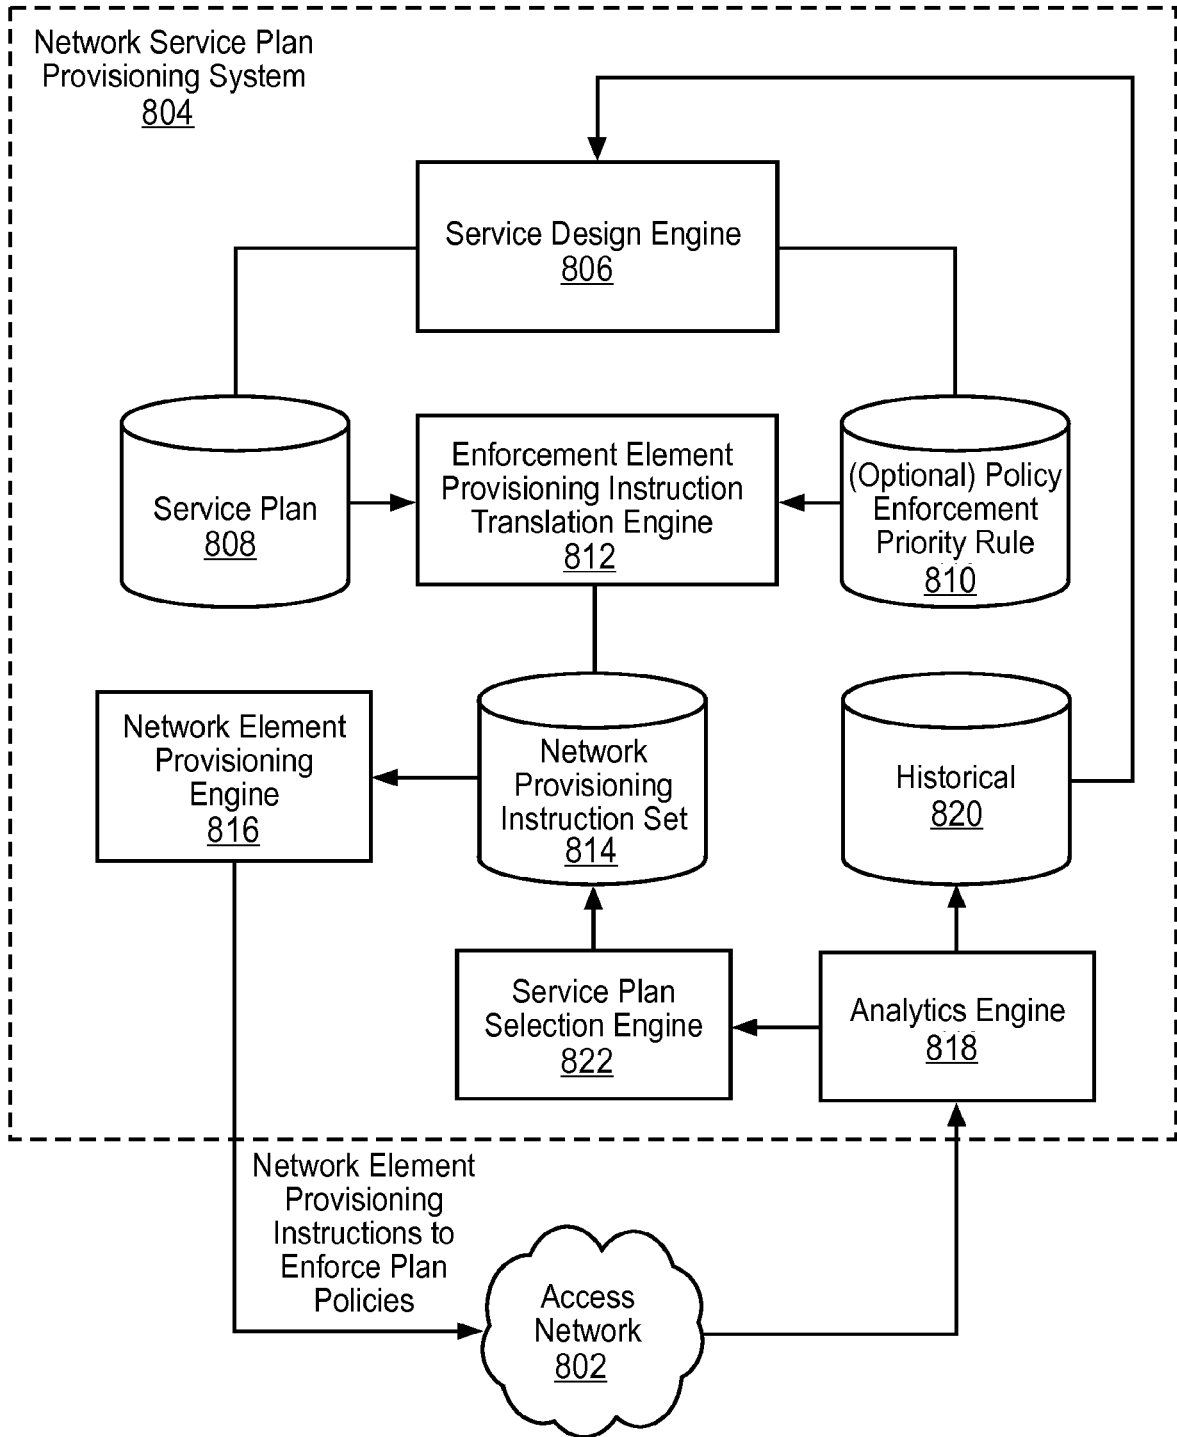 Network Service Plan
Provisioning System
804
Service Design Engine
806
Service Plan
808
Enforcement Element
Provisioning Instruction
Translation Engine
812
(Optional) Policy
Enforcement
Priority Rule
810
Network Element
Provisioning
Engine
816
Network
Provisioning
Instruction Set
814
Historical
820
Service Plan
Selection Engine
822
Analytics Engine
818
Network Element
Provisioning
Instructions to
Enforce Plan
Policies
Access
Network
802